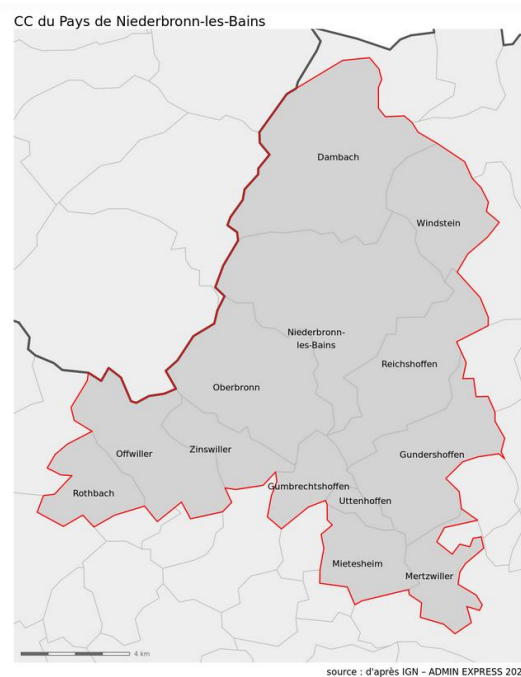 CC du Pays de Niederbronn-les-Bains
Dambach
Windstein
Niederbronn-
les-Bains
Reichshoffen
Oberbronn
Offwiller
Zinswiller
Gundershoffen
Rothbach
Gumbrechtshoffen
Uttenhoffen
Mietesheim
Mertzwiller
4 km
source : d'après IGN – ADMIN EXPRESS 202